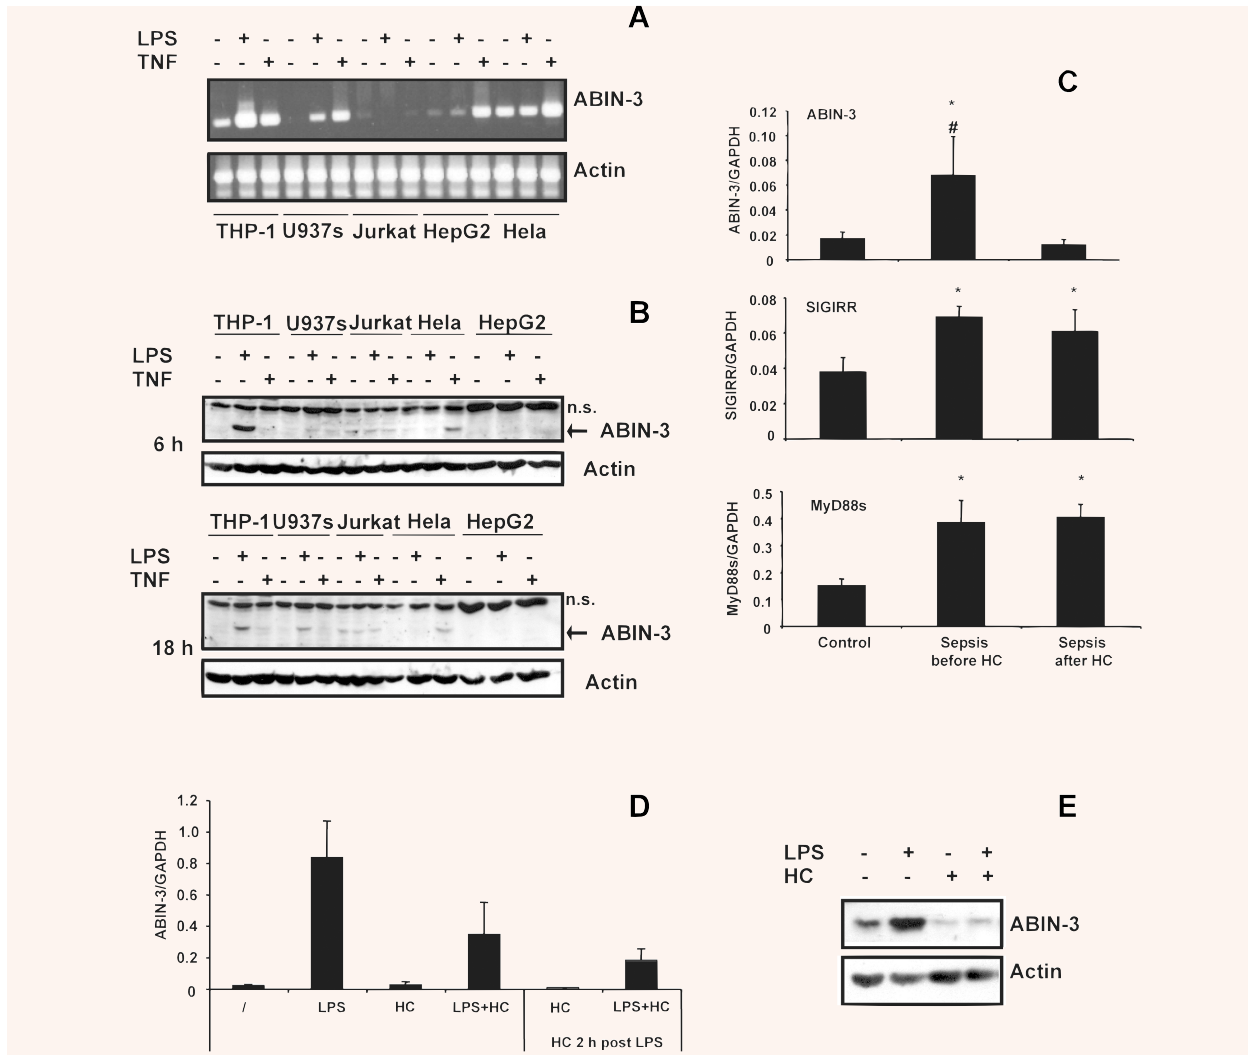 A
LPS - + - - + - - + - - + - - + -
TNF - - + - - + - - + - - + - - +
ABIN-3
Actin
THP-1 U937s Jurkat HepG2 Hela
B
THP-1 U937s Jurkat Hela HepG2
LPS - + - - + - - + - - + - - + -
TNF - - + - - + - - + - - + - - +
n.s.
ABIN-3
6 h
Actin
THP-1 U937s Jurkat Hela HepG2
LPS - + - - + - - + - - + - - + -
TNF - - + - - + - - + - - + - - +
n.s.
ABIN-3
18 h
Actin
C
ABIN-3
*
#
ABIN-3/GAPDH
0.12
0.10
0.08
0.06
0.04
0.02
0
SIGIRR
* *
SIGIRR/GAPDH
0.08
0.06
0.04
0.02
0
MyD88s
* *
MyD88s/GAPDH
0.5
0.4
0.3
0.2
0.1
0
Control Sepsis Sepsis
before HC after HC
D
ABIN-3/GAPDH
1.2
1.0
0.8
0.6
0.4
0.2
0
/ LPS HC LPS+HC HC LPS+HC
HC 2 h post LPS
E
LPS - + - +
HC - - + +
ABIN-3
Actin